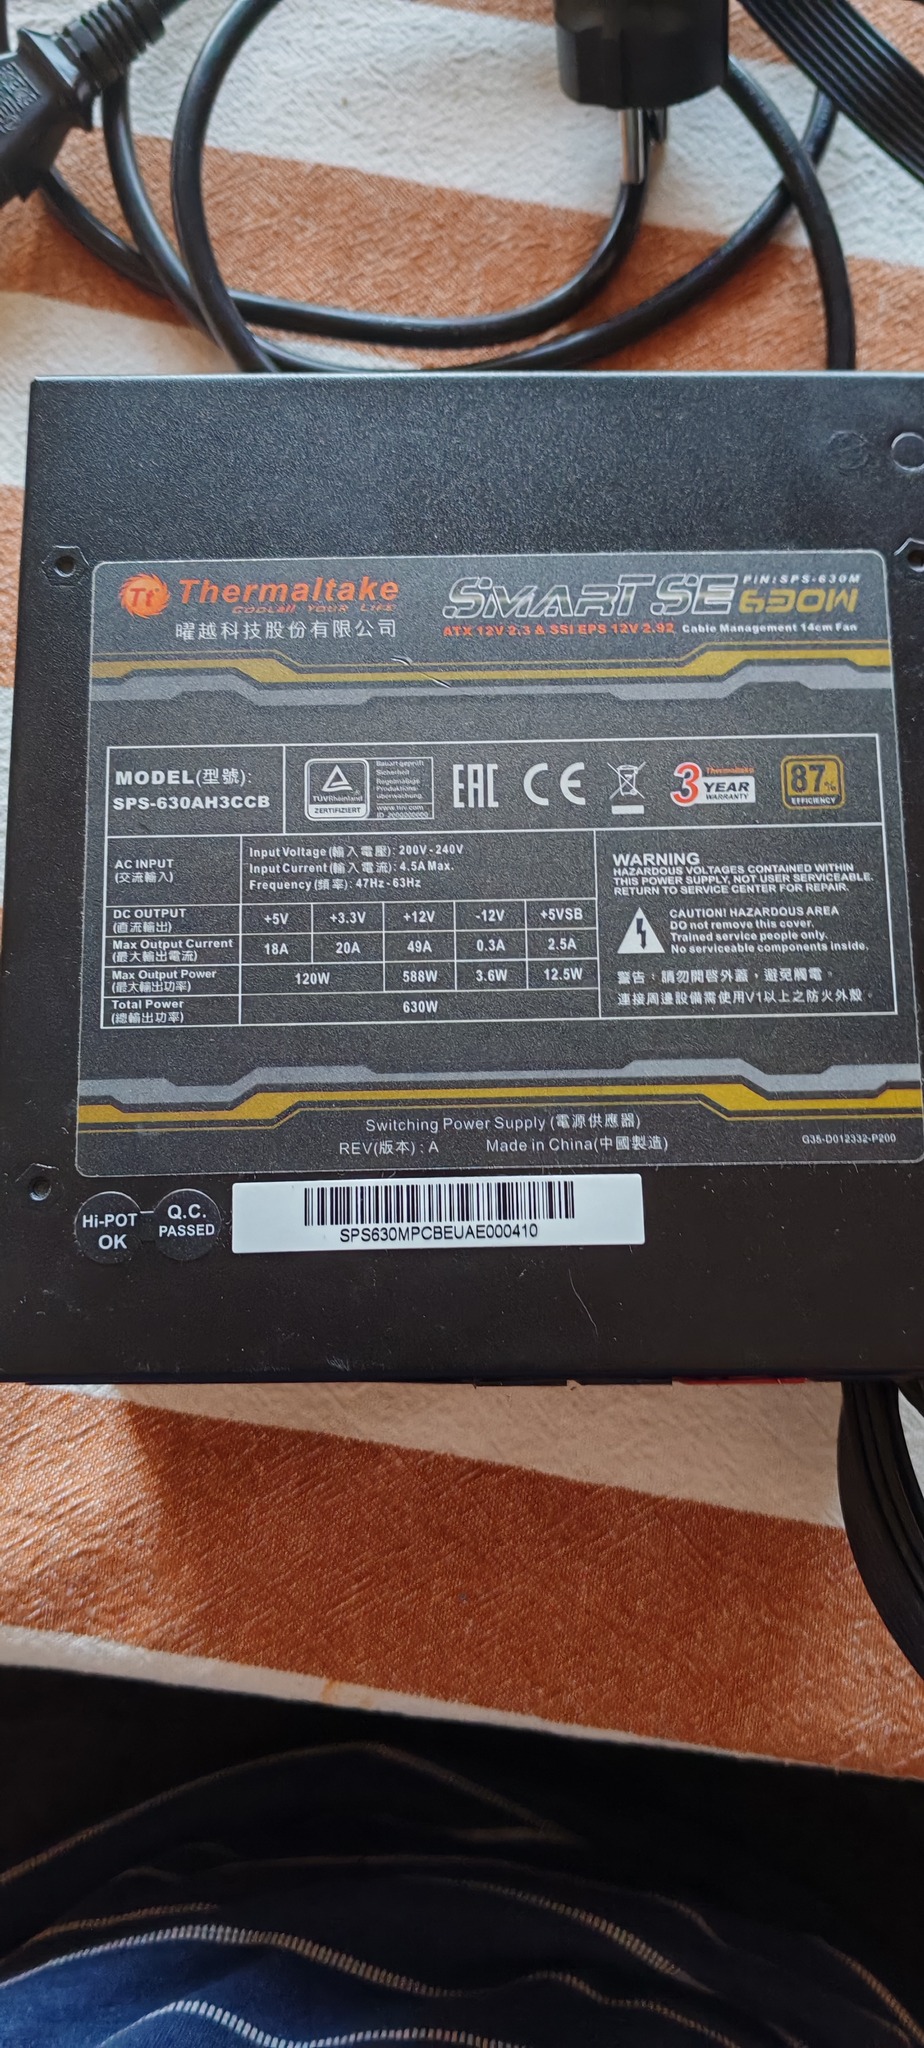 Thermaltake
COOLall YOUR LIFE
曜越科技股份有限公司
SMART SE
P/N:SPS-630M
630W
ATX 12V 2.3 & SSI EPS 12V 2.92 Cable Management 14cm Fan
MODEL(型號):
SPS-630AH3CCB
TÜVRheinland
ZERTIFIZIERT
Bauart geprüft
Sicherheit
Regelmäßige
Produktions-
überwachung
www.tuv.com
EAC
CE
3
Thermaltake
YEAR
WARRANTY
87%
EFFICIENCY
AC INPUT
(交流輸入)
Input Voltage (輸入電壓): 200V-240V
Input Current (輸入電流): 4.5A Max.
Frequency (頻率): 47Hz-63Hz
DC OUTPUT
(直流輸出)
+5V +3.3V +12V -12V +5VSB
Max Output Current
(最大輸出電流)
18A 20A 49A 0.3A 2.5A
Max Output Power
(最大輸出功率)
120W 588W 3.6W 12.5W
Total Power
(總輸出功率)
630W
WARNING
HAZARDOUS VOLTAGES CONTAINED WITHIN
THIS POWER SUPPLY, NOT USER SERVICEABLE.
RETURN TO SERVICE CENTER FOR REPAIR.
CAUTION! HAZARDOUS AREA
Do not remove this cover.
Trained service people only.
No serviceable components inside.
警告：請勿開啓外蓋，避免觸電。
連接周邊設備需使用V1以上之防火外殼。
Switching Power Supply (電源供應器)
REV(版本) : A Made in China(中國製造)
G35-D012332-P200
Hi-POT
OK
Q.C.
PASSED
SPS630MPCBEUAE000410